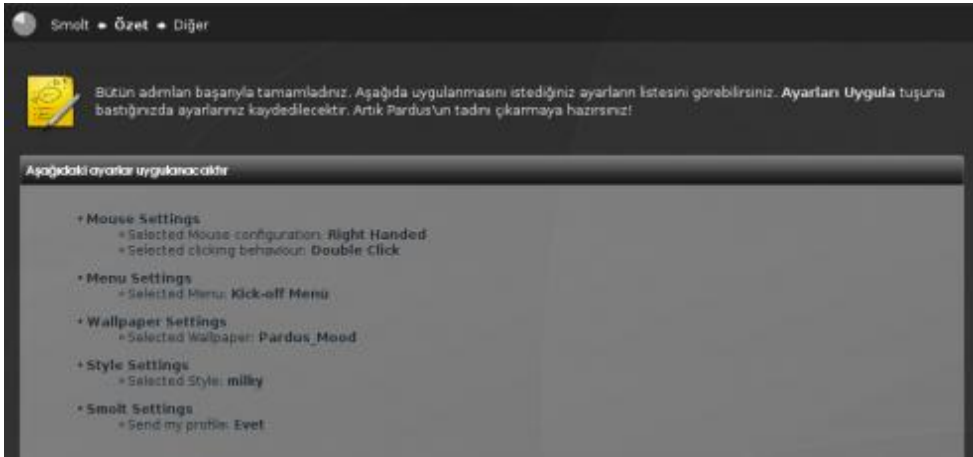 Smolt • Özet • Diğer
Bütün adımları başarıyla tamamladınız. Aşağıda uygulanmasını istediğiniz ayarların listesini görebilirsiniz. Ayarları Uygula tuşuna
bastığınızda ayarlarınız kaydedilecektir. Artık Pardus'un tadını çıkarmaya hazırsınız!
Aşağıdaki ayarlar uygulanacaktır
• Mouse Settings
• Selected Mouse configuration: Right Handed
• Selected clicking behaviour: Double Click
• Menu Settings
• Selected Menu: Kick-off Menü
• Wallpaper Settings
• Selected Wallpaper: Pardus_Mood
• Style Settings
• Selected Style: milky
• Smolt Settings
• Send my profile: Evet